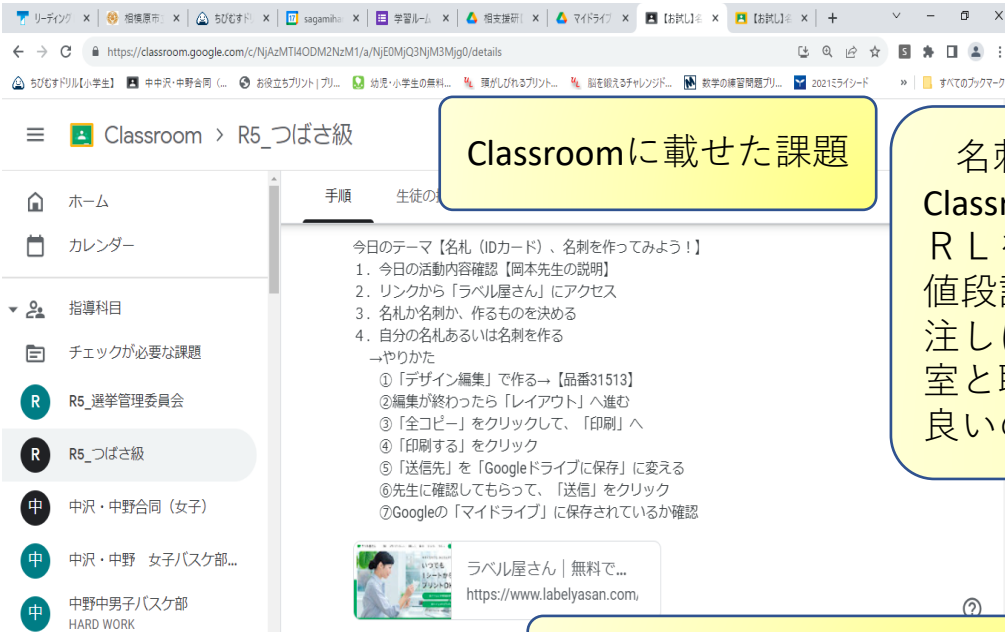 リーディング
相模原市
ちびむすドリ
sagamiha
学習ルーム
相支援研(
マイドライブ
【お試し】名
【お試し】名
https://classroom.google.com/c/NjAzMTI4ODM2NzM1/a/NjE0MjQ3NjM3Mjg0/details
ちびむすドリル【小学生】 中中沢・中野合同(... お役立ちプリント|プリ... 幼児・小学生の無料... 頭がしびれるプリント... 脳を鍛えるチャレンジド... 数学の練習問題プリ... 2021ミライシード » すべてのブックマーク
Classroom > R5_つばさ級
Classroomに載せた課題
手順 生徒の
ホーム
カレンダー
指導科目
チェックが必要な課題
R R5_選挙管理委員会
R R5_つばさ級
中 中沢・中野合同(女子)
中 中沢・中野 女子バスケ部...
中 中野中男子バスケ部
HARD WORK
今日のテーマ【名札(IDカード)、名刺を作ってみよう!】
1.今日の活動内容確認【岡本先生の説明】
2.リンクから「ラベル屋さん」にアクセス
3.名札か名刺か、作るものを決める
4.自分の名札あるいは名刺を作る
→やりかた
①「デザイン編集」で作る→【品番31513】
②編集が終わったら「レイアウト」へ進む
③「全コピー」をクリックして、「印刷」へ
④「印刷する」をクリック
⑤「送信先」を「Googleドライブに保存」に変える
⑥先生に確認してもらって、「送信」をクリック
⑦Googleの「マイドライブ」に保存されているか確認
ラベル屋さん|無料で...
https://www.labelyasan.com,
名
Classr
RL
値段
注し
室と
良い